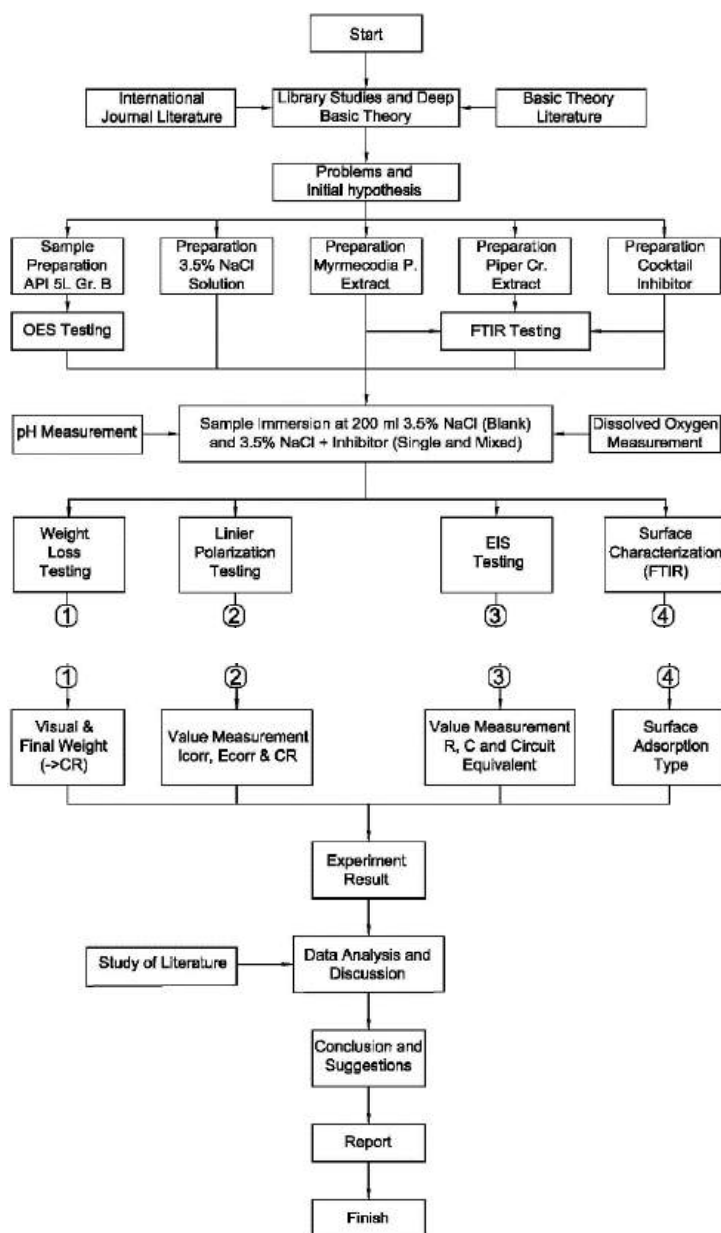 Start
International
Journal Literature
Library Studies and Deep
Basic Theory
Basic Theory
Literature
Problems and
Initial hypothesis
Sample
Preparation
API 5L Gr. B
Preparation
3.5% NaCl
Solution
Preparation
Myrmecodia P.
Extract
Preparation
Piper Cr.
Extract
Preparation
Cocktail
Inhibitor
OES Testing
FTIR Testing
pH Measurement
Sample Immersion at 200 ml 3.5% NaCl (Blank)
and 3.5% NaCl + Inhibitor (Single and Mixed)
Dissolved Oxygen
Measurement
Weight
Loss
Testing
Linier
Polarization
Testing
EIS
Testing
Surface
Characterization
(FTIR)
1
2
3
4
1
2
3
4
Visual &
Final Weight
(->CR)
Value Measurement
Icorr, Ecorr & CR
Value Measurement
R, C and Circuit
Equivalent
Surface
Adsorption
Type
Experiment
Result
Study of Literature
Data Analysis and
Discussion
Conclusion and
Suggestions
Report
Finish